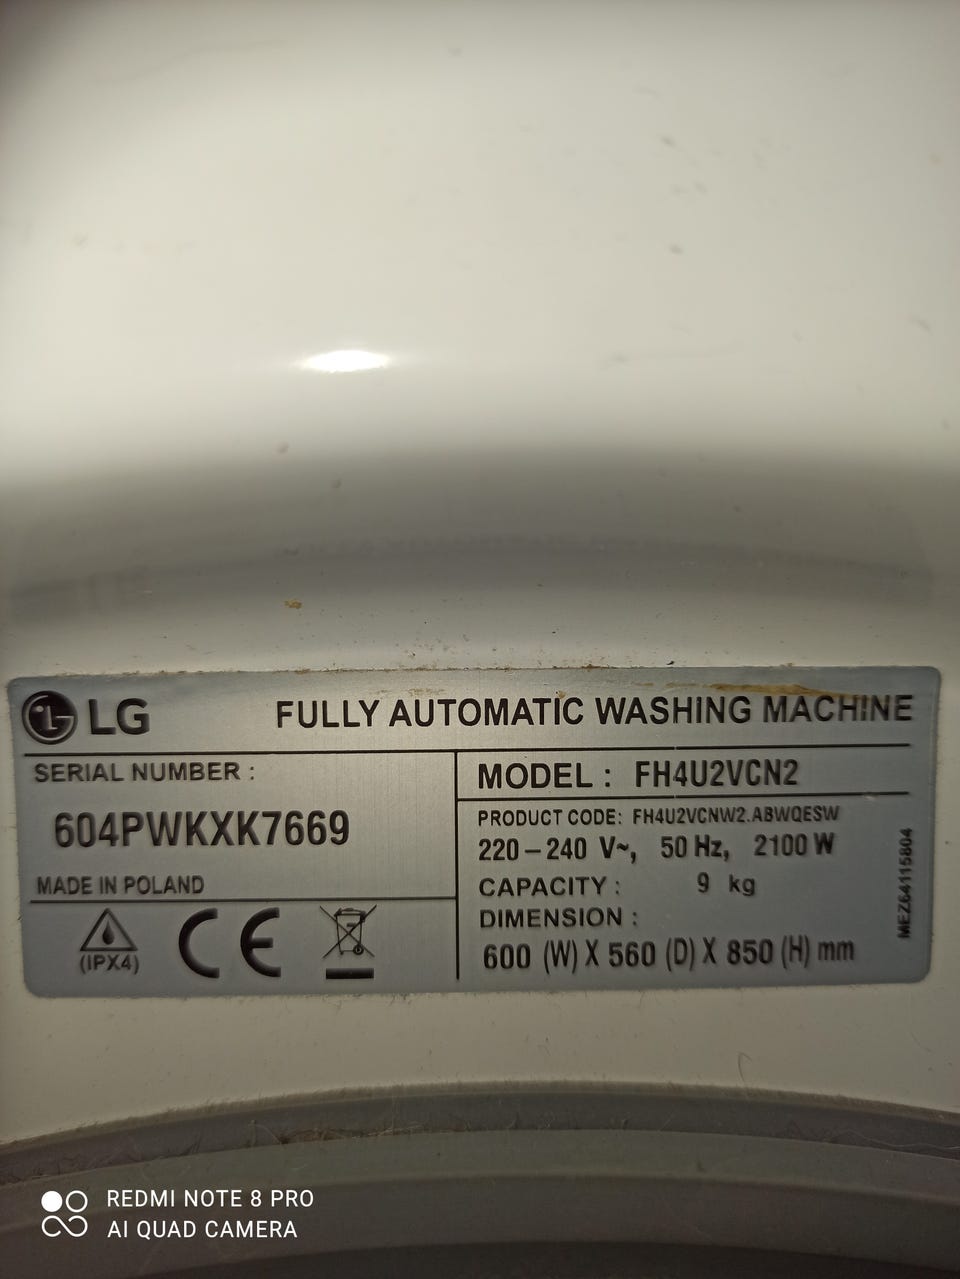 LG
FULLY AUTOMATIC WASHING MACHINE
SERIAL NUMBER :
604PWKXK7669
MADE IN POLAND
(IPX4)
CE
MODEL : FH4U2VCN2
PRODUCT CODE: FH4U2VCNW2.ABWQESW
220-240 V~, 50 Hz, 2100 W
CAPACITY : 9 kg
DIMENSION :
600 (W) X 560 (D) X 850 (H) mm
MEZ64115804
REDMI NOTE 8 PRO
AI QUAD CAMERA